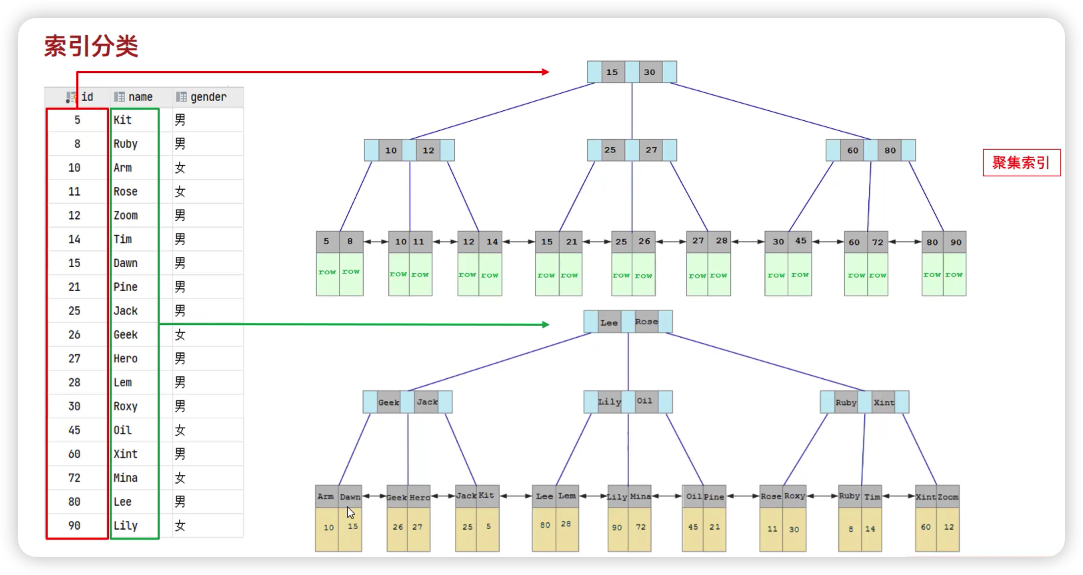 索引分类
id name gender
5 Kit 男
8 Ruby 男
10 Arm 女
11 Rose 女
12 Zoom 男
14 Tim 男
15 Dawn 男
21 Pine 男
25 Jack 男
26 Geek 女
27 Hero 男
28 Lem 男
30 Roxy 男
45 Oil 女
60 Xint 男
72 Mina 女
80 Lee 男
90 Lily 女
15 30
10 12 25 27 60 80
聚集索引
5 8 10 11 12 14 15 21 25 26 27 28 30 45 60 72 80 90
row row row row row row row row row row row row row row row row row row
Lee Rose
Geek Jack Lily Oil Ruby Xint
Arm Dawn Geek Hero Jack Kit Lee Lem Lily Mina Oil Pine Rose Roxy Ruby Tim Xint Zoom
10 15 26 27 25 5 80 28 90 72 45 21 11 30 8 14 60 12